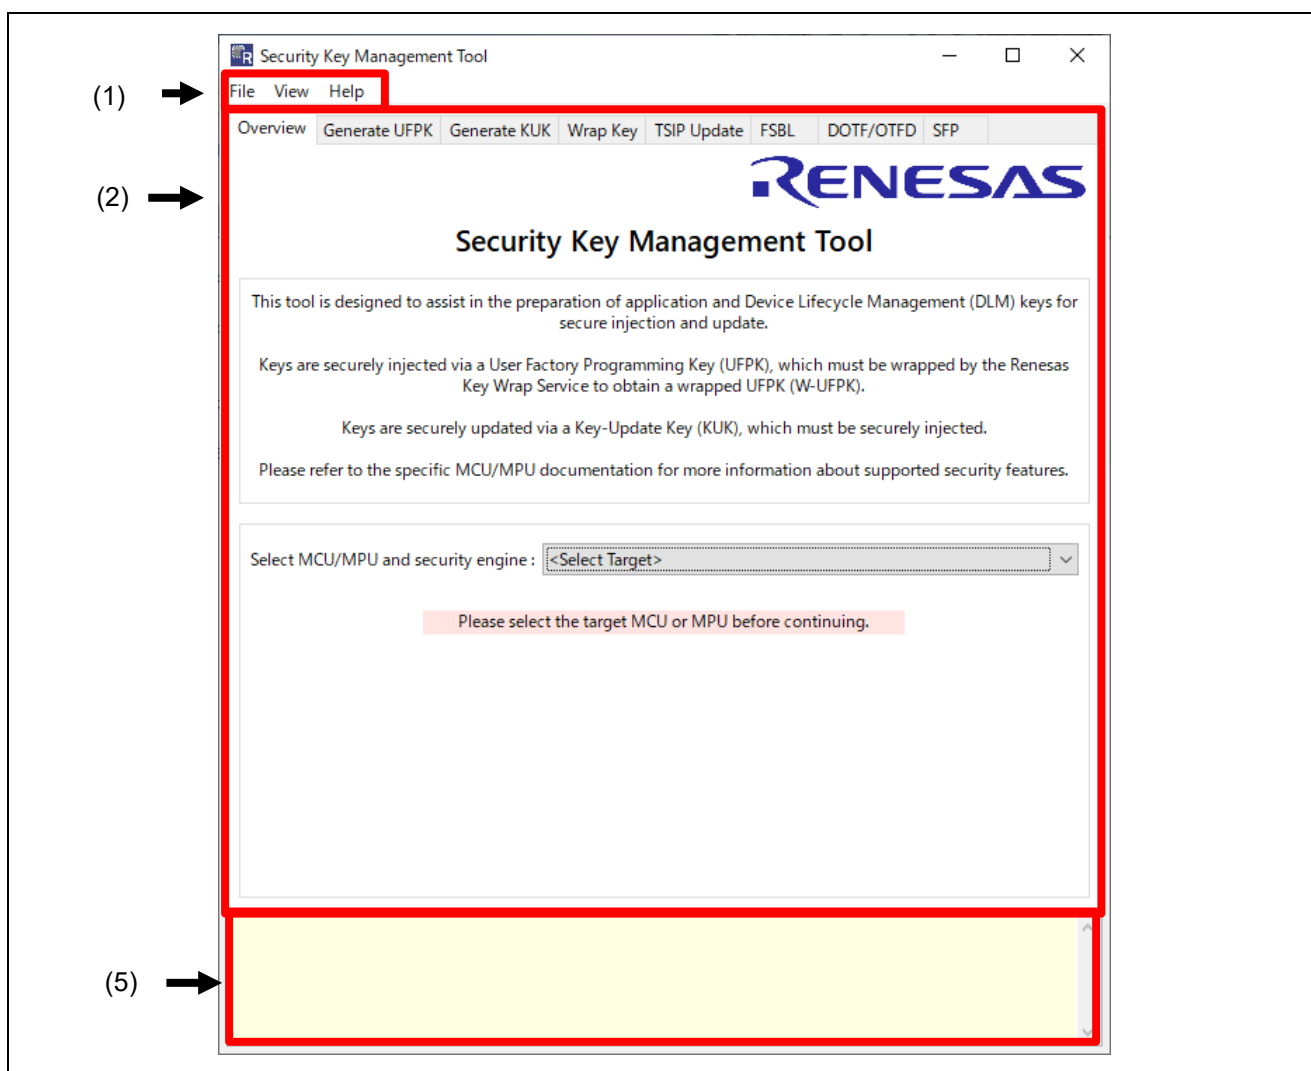 Security Key Management Tool
(1)
File View Help
Overview Generate UFPK Generate KUK Wrap Key TSIP Update FSBL DOTF/OTFD SFP
(2)
RENESAS
Security Key Management Tool
This tool is designed to assist in the preparation of application and Device Lifecycle Management (DLM) keys for
secure injection and update.
Keys are securely injected via a User Factory Programming Key (UFPK), which must be wrapped by the Renesas
Key Wrap Service to obtain a wrapped UFPK (W-UFPK).
Keys are securely updated via a Key-Update Key (KUK), which must be securely injected.
Please refer to the specific MCU/MPU documentation for more information about supported security features.
Select MCU/MPU and security engine : <Select Target>
Please select the target MCU or MPU before continuing.
(5)